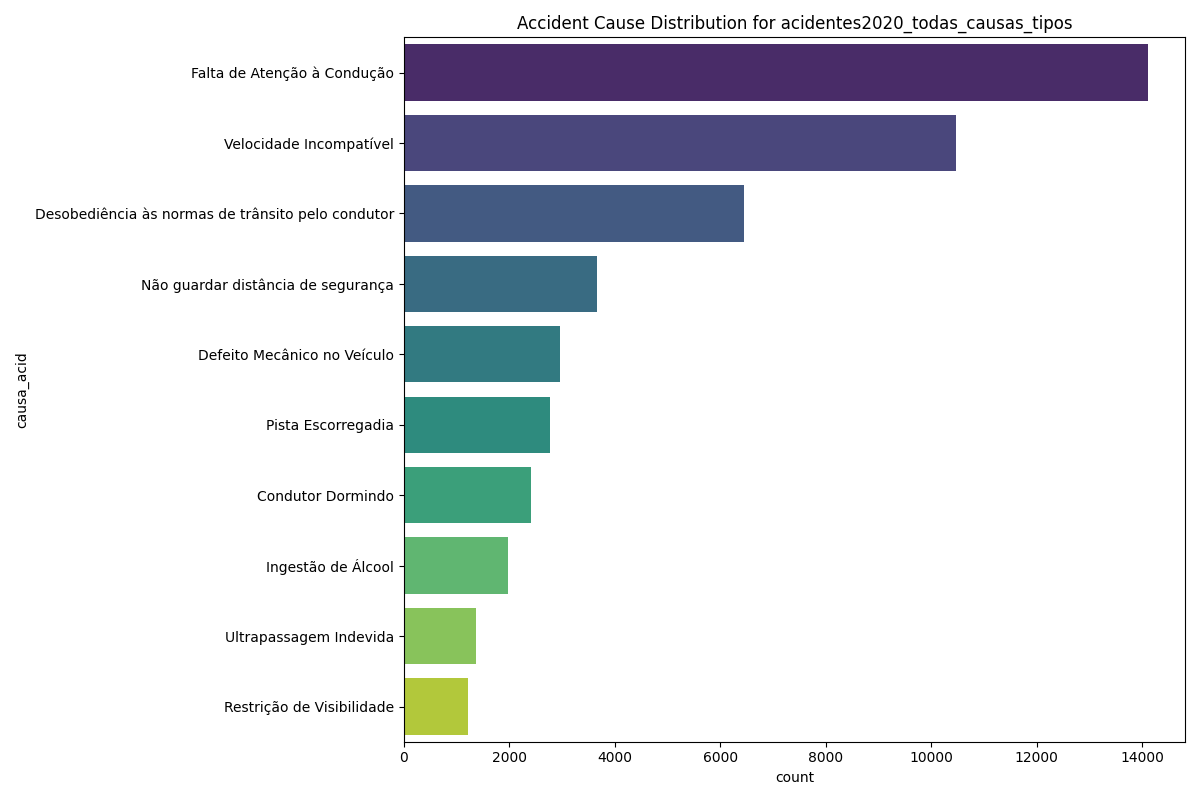 Accident Cause Distribution for acidentes2020_todas_causas_tipos
Falta de Atenção à Condução
Velocidade Incompatível
Desobediência às normas de trânsito pelo condutor
Não guardar distância de segurança
Defeito Mecânico no Veículo
Pista Escorregadia
Condutor Dormindo
Ingestão de Álcool
Ultrapassagem Indevida
Restrição de Visibilidade
causa_acid
0 2000 4000 6000 8000 10000 12000 14000
count